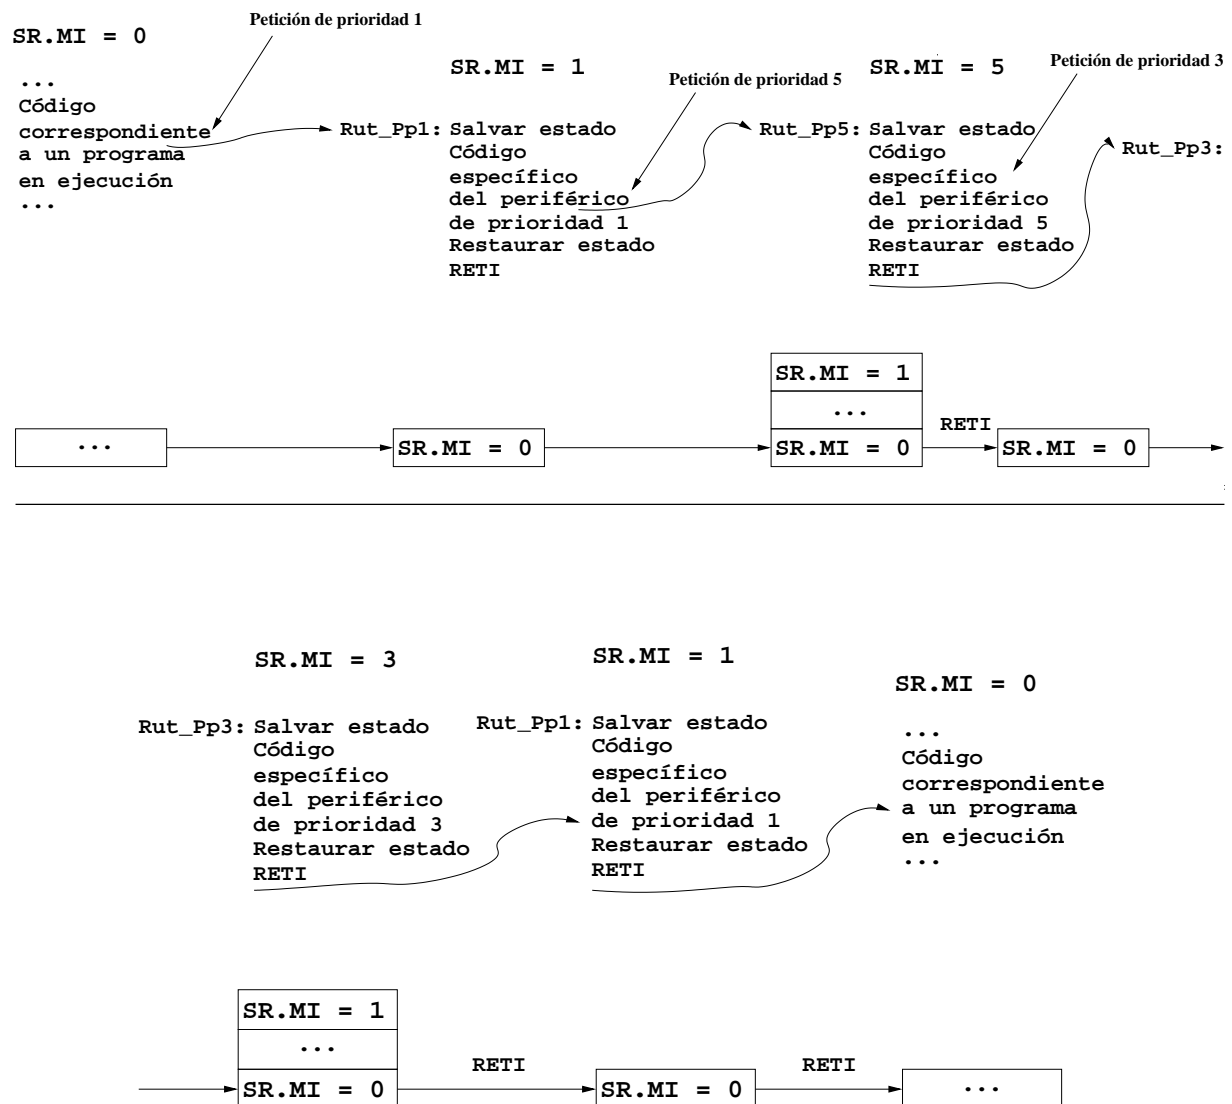 Petición de prioridad 1
SR.MI = 0
...
Código
correspondiente
a un programa
en ejecución
...
SR.MI = 1
Petición de prioridad 5
Rut_Pp1: Salvar estado
Código
específico
del periférico
de prioridad 1
Restaurar estado
RETI
SR.MI = 5
Petición de prioridad 3
Rut_Pp5: Salvar estado
Código
específico
del periférico
de prioridad 5
Restaurar estado
RETI
Rut_Pp3:
...
SR.MI = 0
SR.MI = 1
...
SR.MI = 0
RETI
SR.MI = 0
SR.MI = 3
Rut_Pp3: Salvar estado
Código
específico
del periférico
de prioridad 3
Restaurar estado
RETI
SR.MI = 1
Rut_Pp1: Salvar estado
Código
específico
del periférico
de prioridad 1
Restaurar estado
RETI
SR.MI = 0
...
Código
correspondiente
a un programa
en ejecución
...
SR.MI = 1
...
SR.MI = 0
RETI
SR.MI = 0
RETI
...